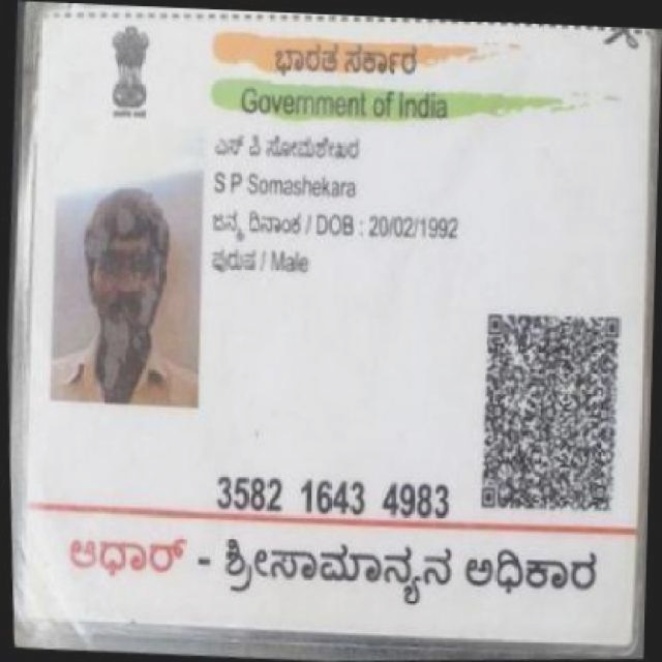 ಭಾರತ ಸರ್ಕಾರ
Government of India
ಎಸ್ ಪಿ ಸೋಮಶೇಖರ
S P Somashekara
ಜನ್ಮ ದಿನಾಂಕ / DOB : 20/02/1992
ಪುರುಷ / Male
3582 1643 4983
ಆಧಾರ್ - ಶ್ರೀಸಾಮಾನ್ಯನ ಅಧಿಕಾರ